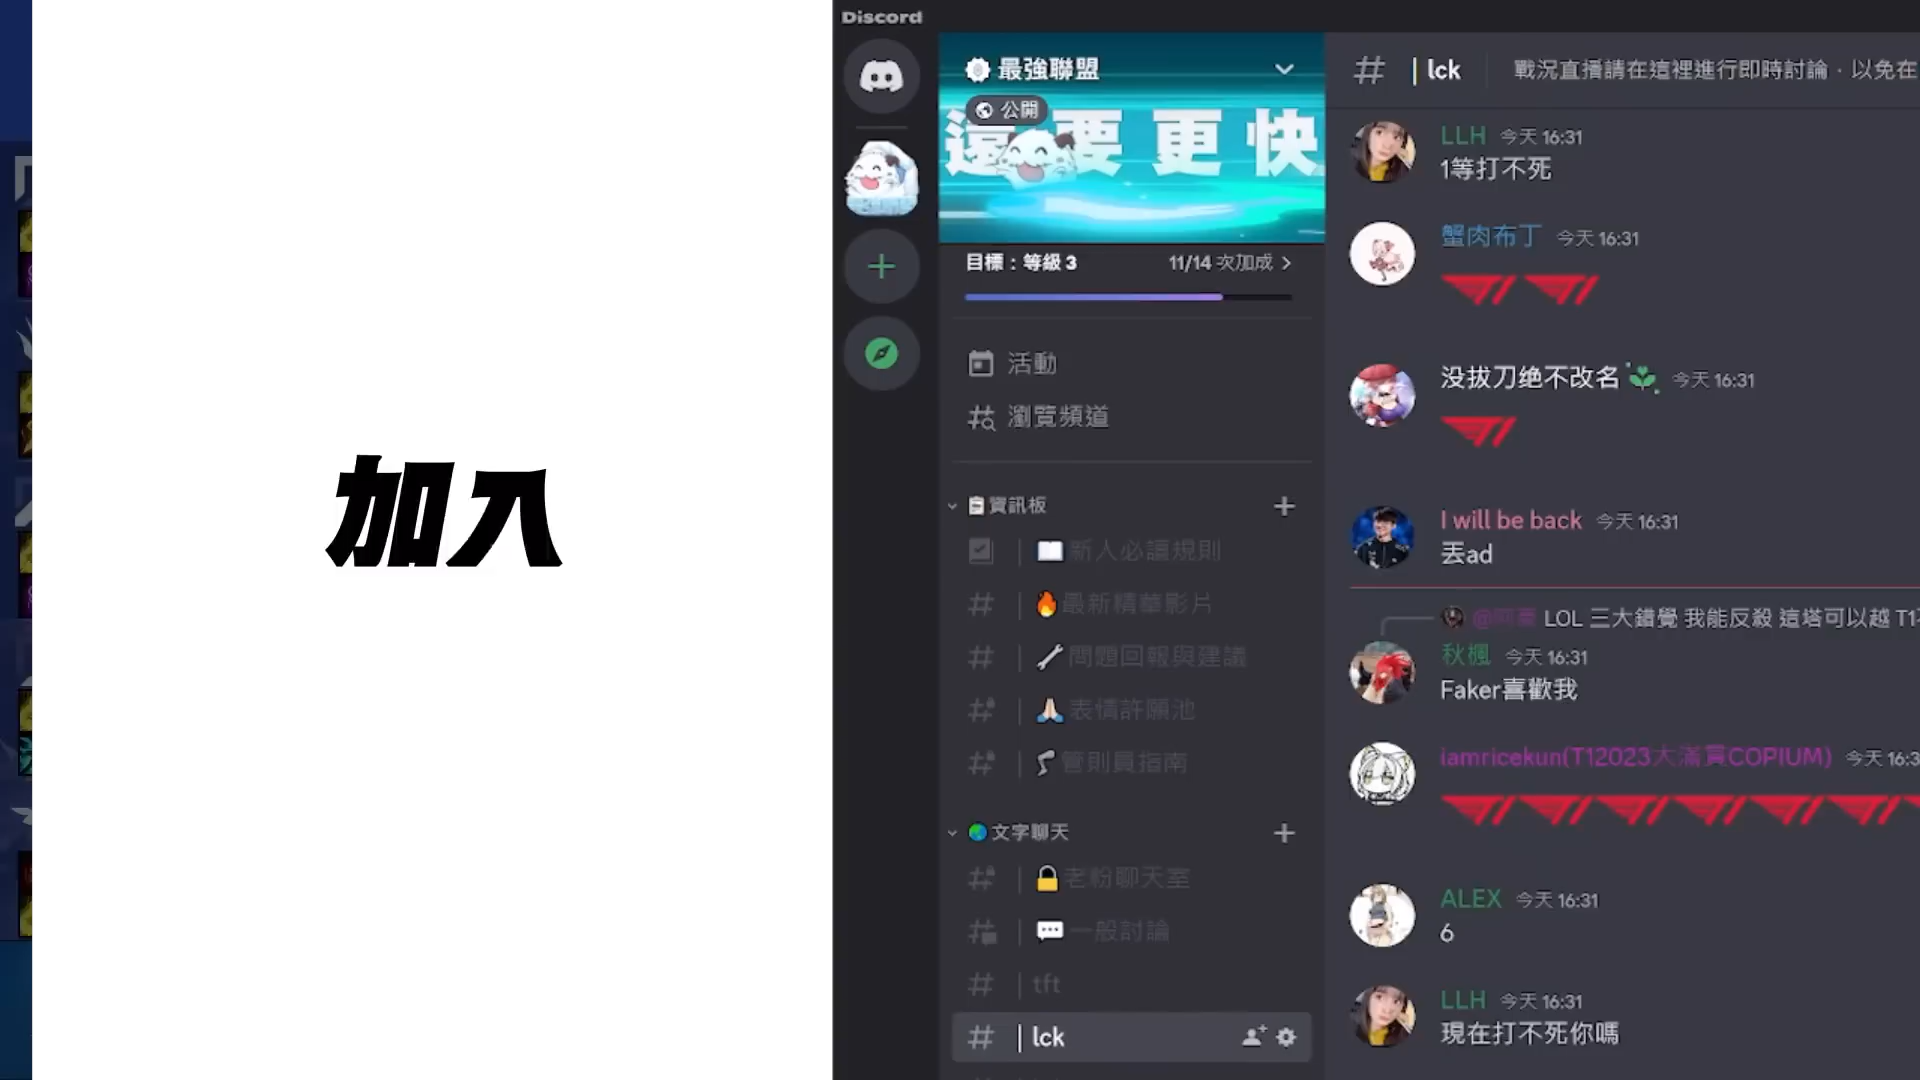 加入
Discord
最強聯盟
公開
還要更快
目標：等級 3
11/14 次加成
活動
瀏覽頻道
資訊板
新人必讀規則
最新精華影片
問題回報與建議
表情許願池
管則員指南
文字聊天
老粉聊天室
一般討論
tft
lck
lck
戰況直播請在這裡進行即時討論 · 以免在
LLH 今天 16:31
1等打不死
蟹肉布丁 今天 16:31
没拔刀绝不改名 今天 16:31
I will be back 今天 16:31
丟ad
LOL 三大錯覺 我能反殺 這塔可以越 T1
秋楓 今天 16:31
Faker喜歡我
iamricekun(T12023大滿貫COPIUM) 今天 16:3
ALEX 今天 16:31
6
LLH 今天 16:31
現在打不死你嗎